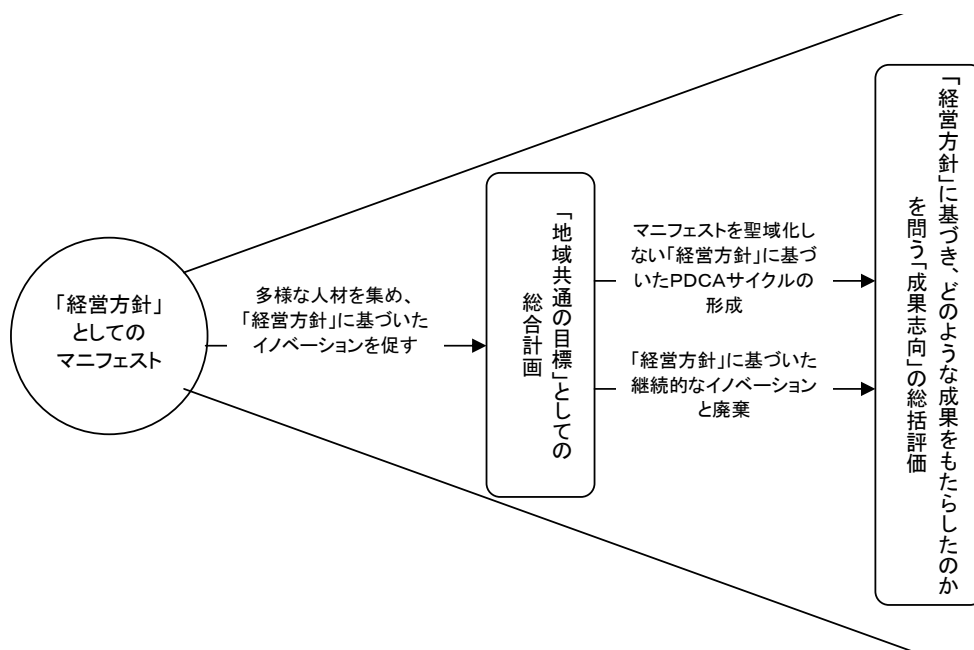 「経営方針」
としての
マニフェスト
多様な人材を集め、
「経営方針」に基づいた
イノベーションを促す
「地域共通の目標」としての
総合計画
マニフェストを聖域化し
ない「経営方針」に基づ
いたPDCAサイクルの
形成
「経営方針」に基づいた
継続的なイノベーション
と廃棄
「経営方針」に基づき、どのような成果をもたらしたのか
を問う「成果志向」の総括評価